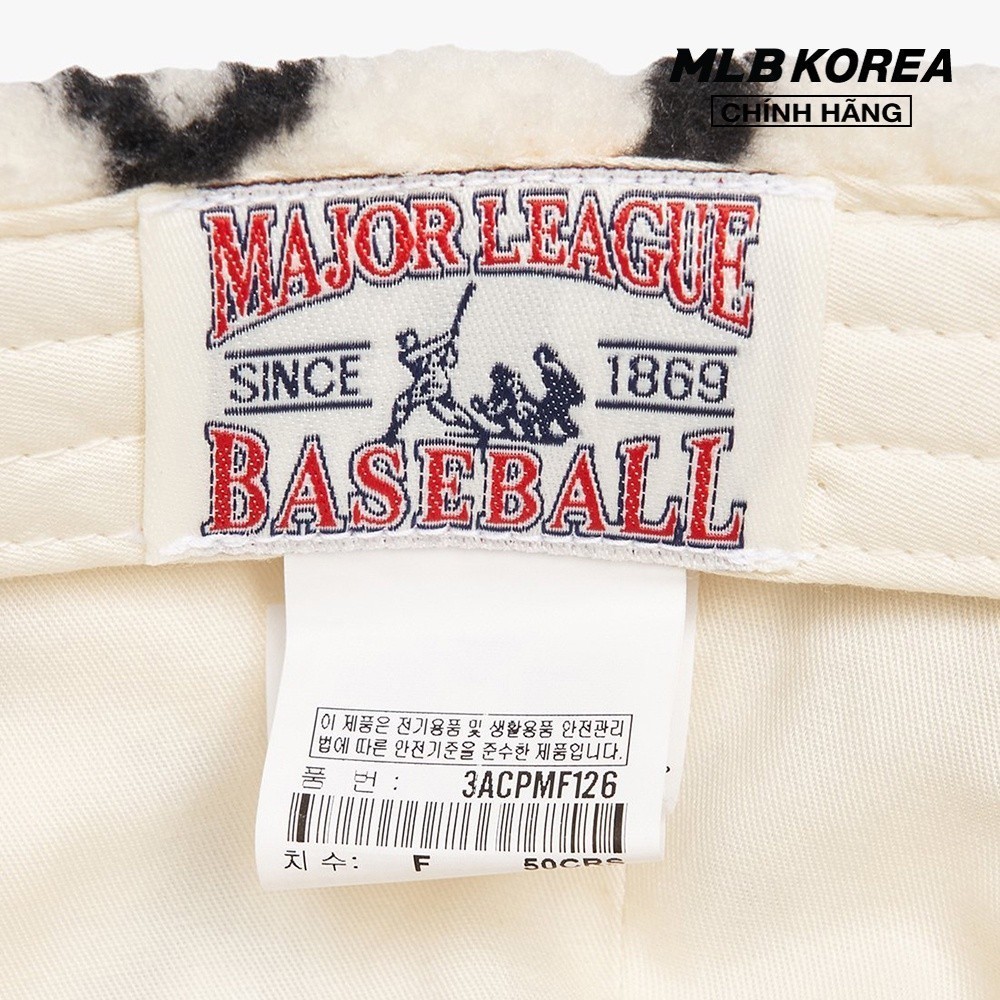 MLB KOREA
CHÍNH HÃNG
MAJOR LEAGUE
SINCE 1869
BASEBALL
이 제품은 전기용품 및 생활용품 안전관리
법에 따른 안전기준을 준수한 제품입니다.
품 번 : 3ACPMF126
치 수: F 50CRS